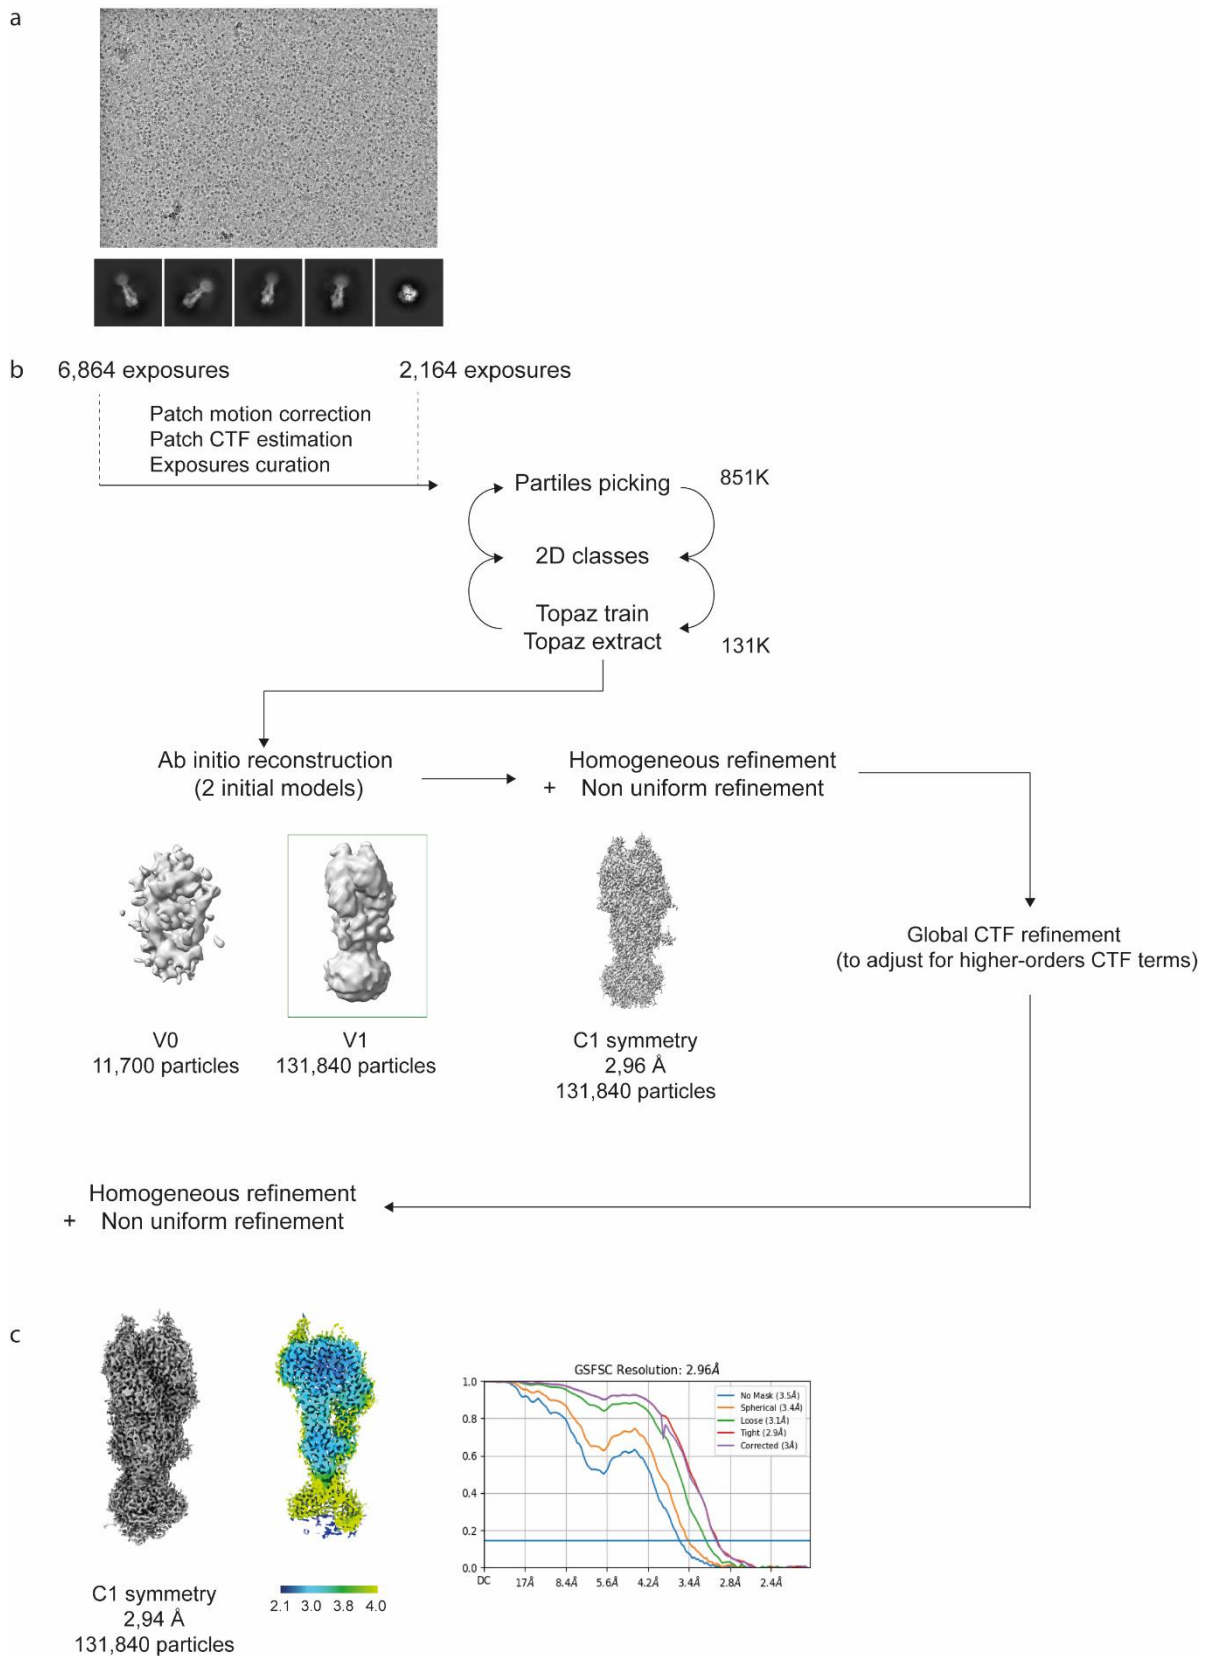 a
b
6,864 exposures
2,164 exposures
Patch motion correction
Patch CTF estimation
Exposures curation
Partiles picking
851K
2D classes
Topaz train
Topaz extract
131K
Ab initio reconstruction
(2 initial models)
Homogeneous refinement
+ Non uniform refinement
Global CTF refinement
(to adjust for higher-orders CTF terms)
V0
11,700 particles
V1
131,840 particles
C1 symmetry
2,96 Å
131,840 particles
Homogeneous refinement
+ Non uniform refinement
c
C1 symmetry
2,94 Å
131,840 particles
2.1 3.0 3.8 4.0
GSFSC Resolution: 2.96Å
No Mask (3.5Å)
Spherical (3.4Å)
Loose (3.1Å)
Tight (2.9Å)
Corrected (3Å)
1.0
0.8
0.6
0.4
0.2
0.0
DC 17Å 8.4Å 5.6Å 4.2Å 3.4Å 2.8Å 2.4Å